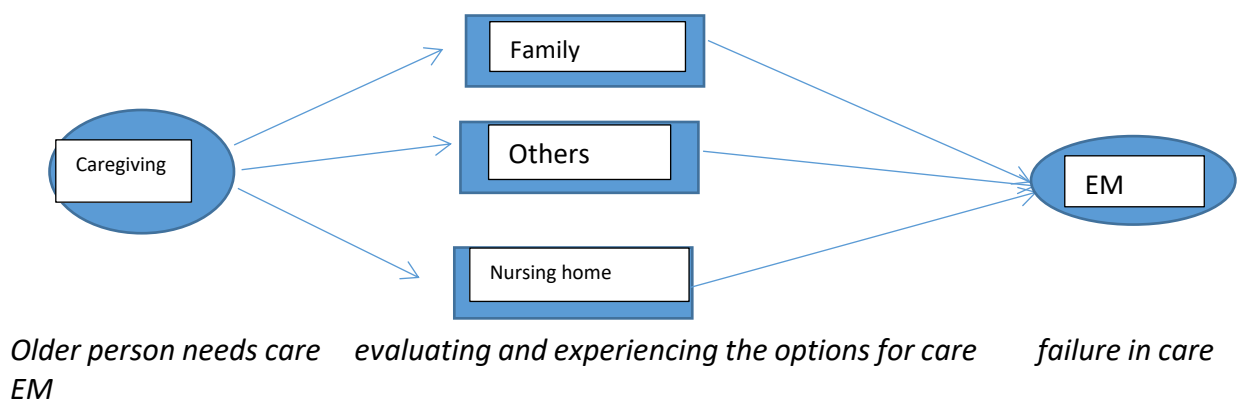 Family
Others
Caregiving
EM
Nursing home
Older person needs care evaluating and experiencing the options for care failure in care
EM